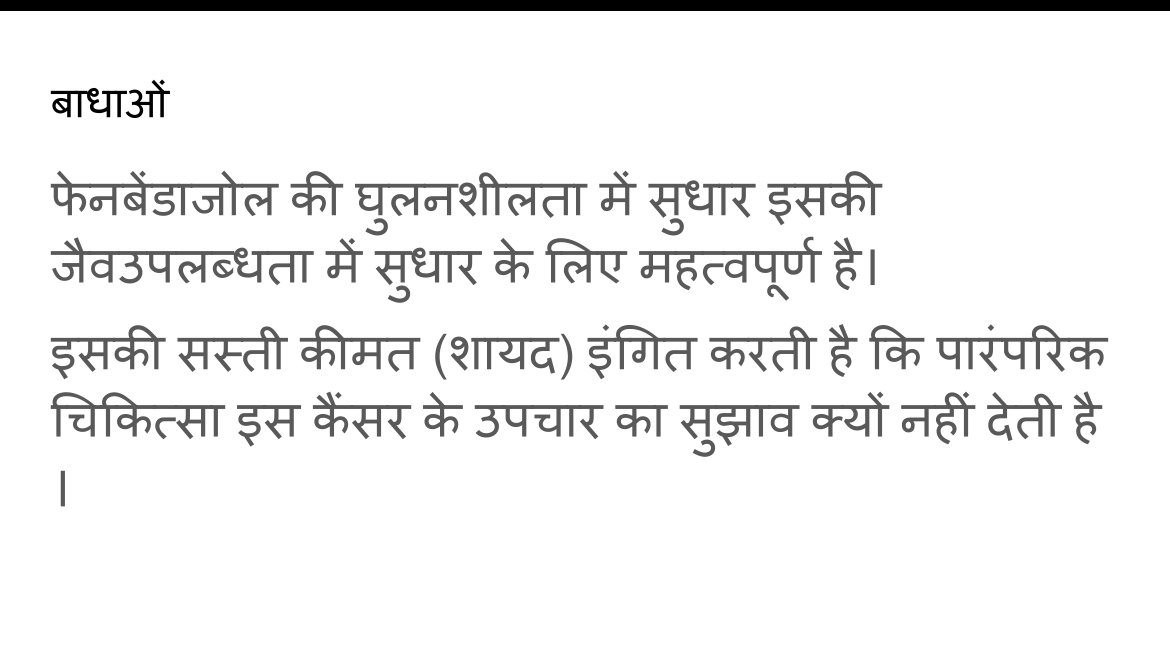 बाधाओं
फेनबेंडाजोल की घुलनशीलता में सुधार इसकी
जैवउपलब्धता में सुधार के लिए महत्वपूर्ण है।
इसकी सस्ती कीमत (शायद) इंगित करती है कि पारंपरिक
चिकित्सा इस कैंसर के उपचार का सुझाव क्यों नहीं देती है
।